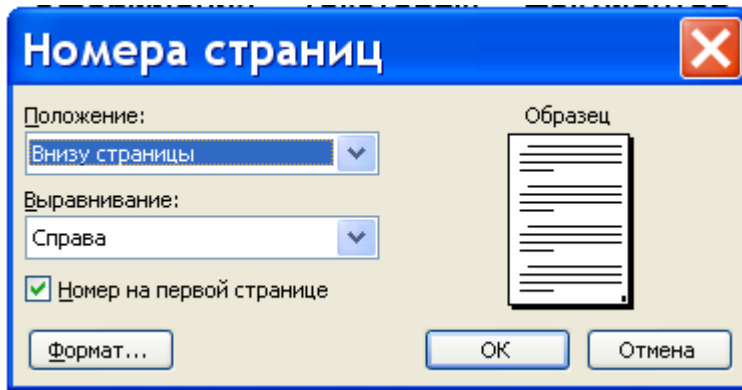 Номера страниц
Положение:
Внизу страницы
Выравнивание:
Справа
Номер на первой странице
Образец
Формат...
ОК
Отмена